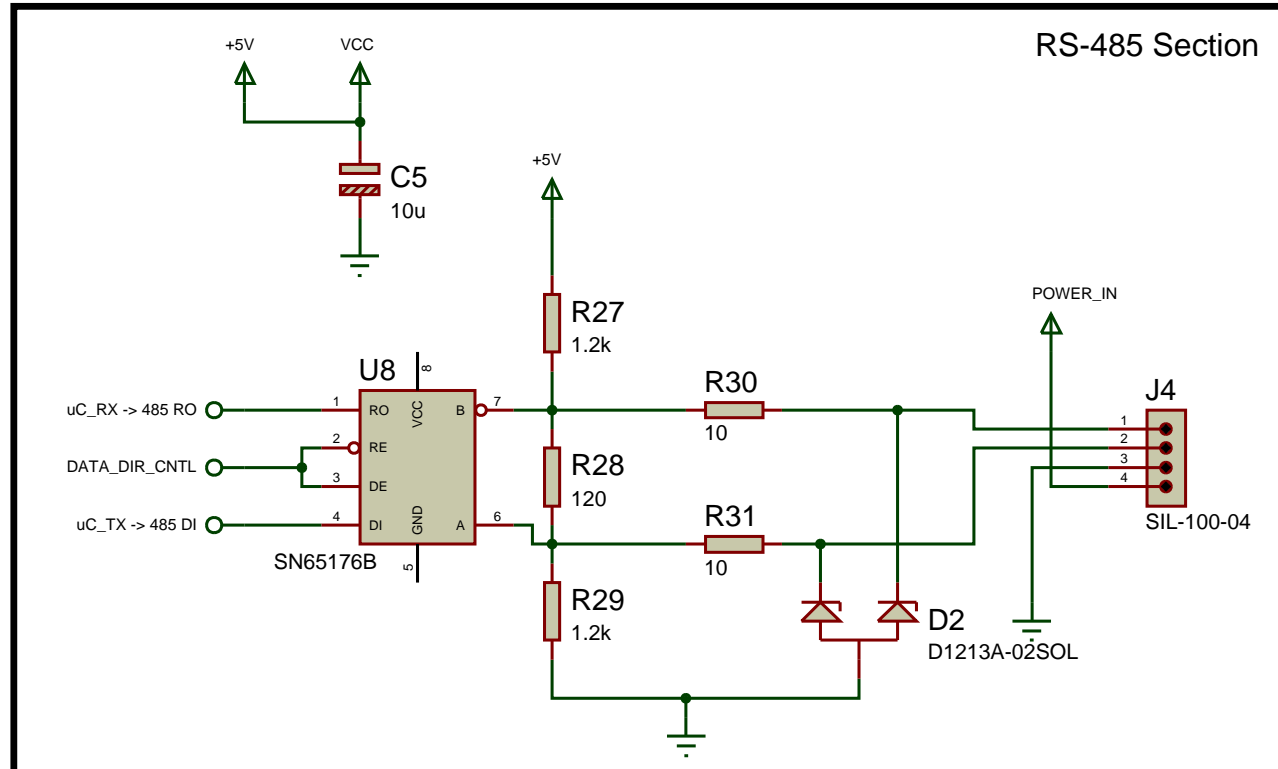 RS-485 Section
+5V
VCC
C5
10u
+5V
R27
1.2k
POWER_IN
U8
8
R30
J4
uC_RX -> 485 RO
1
RO
VCC
B
7
10
1
2
RE
2
DATA_DIR_CNTL
R28
3
3
DE
120
4
uC_TX -> 485 DI
4
DI
GND
A
6
R31
SIL-100-04
SN65176B
5
10
R29
1.2k
D2
D1213A-02SOL